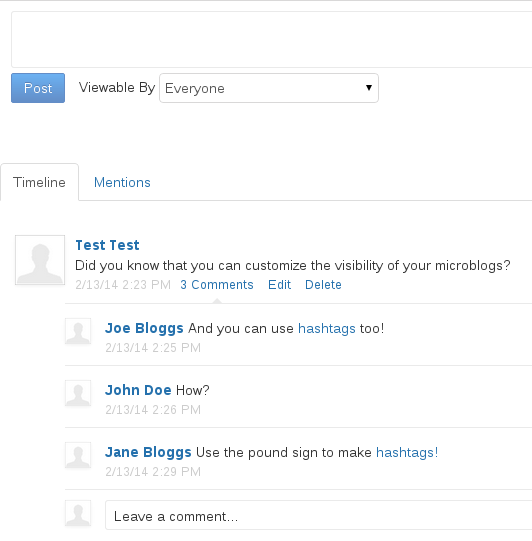 Post Viewable By Everyone
Timeline Mentions
Test Test
Did you know that you can customize the visibility of your microblogs?
2/13/14 2:23 PM 3 Comments Edit Delete
Joe Bloggs And you can use hashtags too!
2/13/14 2:25 PM
John Doe How?
2/13/14 2:26 PM
Jane Bloggs Use the pound sign to make hashtags!
2/13/14 2:29 PM
Leave a comment...